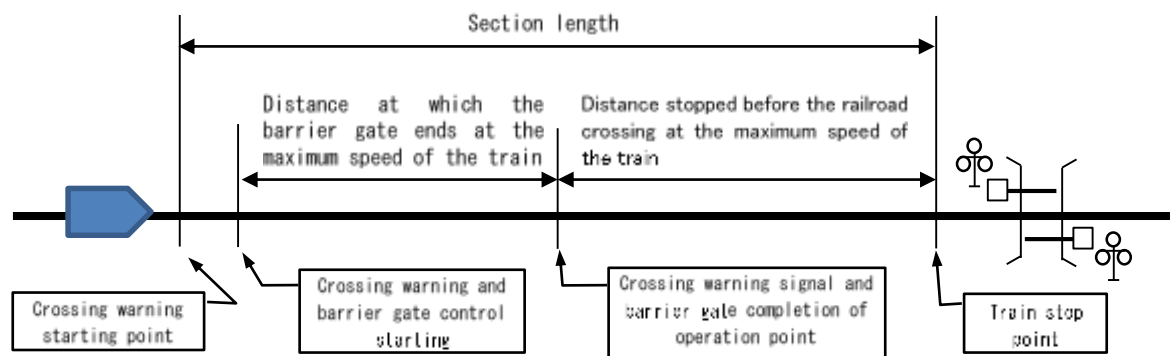 Section length
Distance at which the
barrier gate ends at the
maximum speed of the train
Distance stopped before the railroad
crossing at the maximum speed of
the train
Crossing warning
starting point
Crossing warning and
barrier gate control
starting
Crossing warning signal and
barrier gate completion of
operation point
Train stop
point